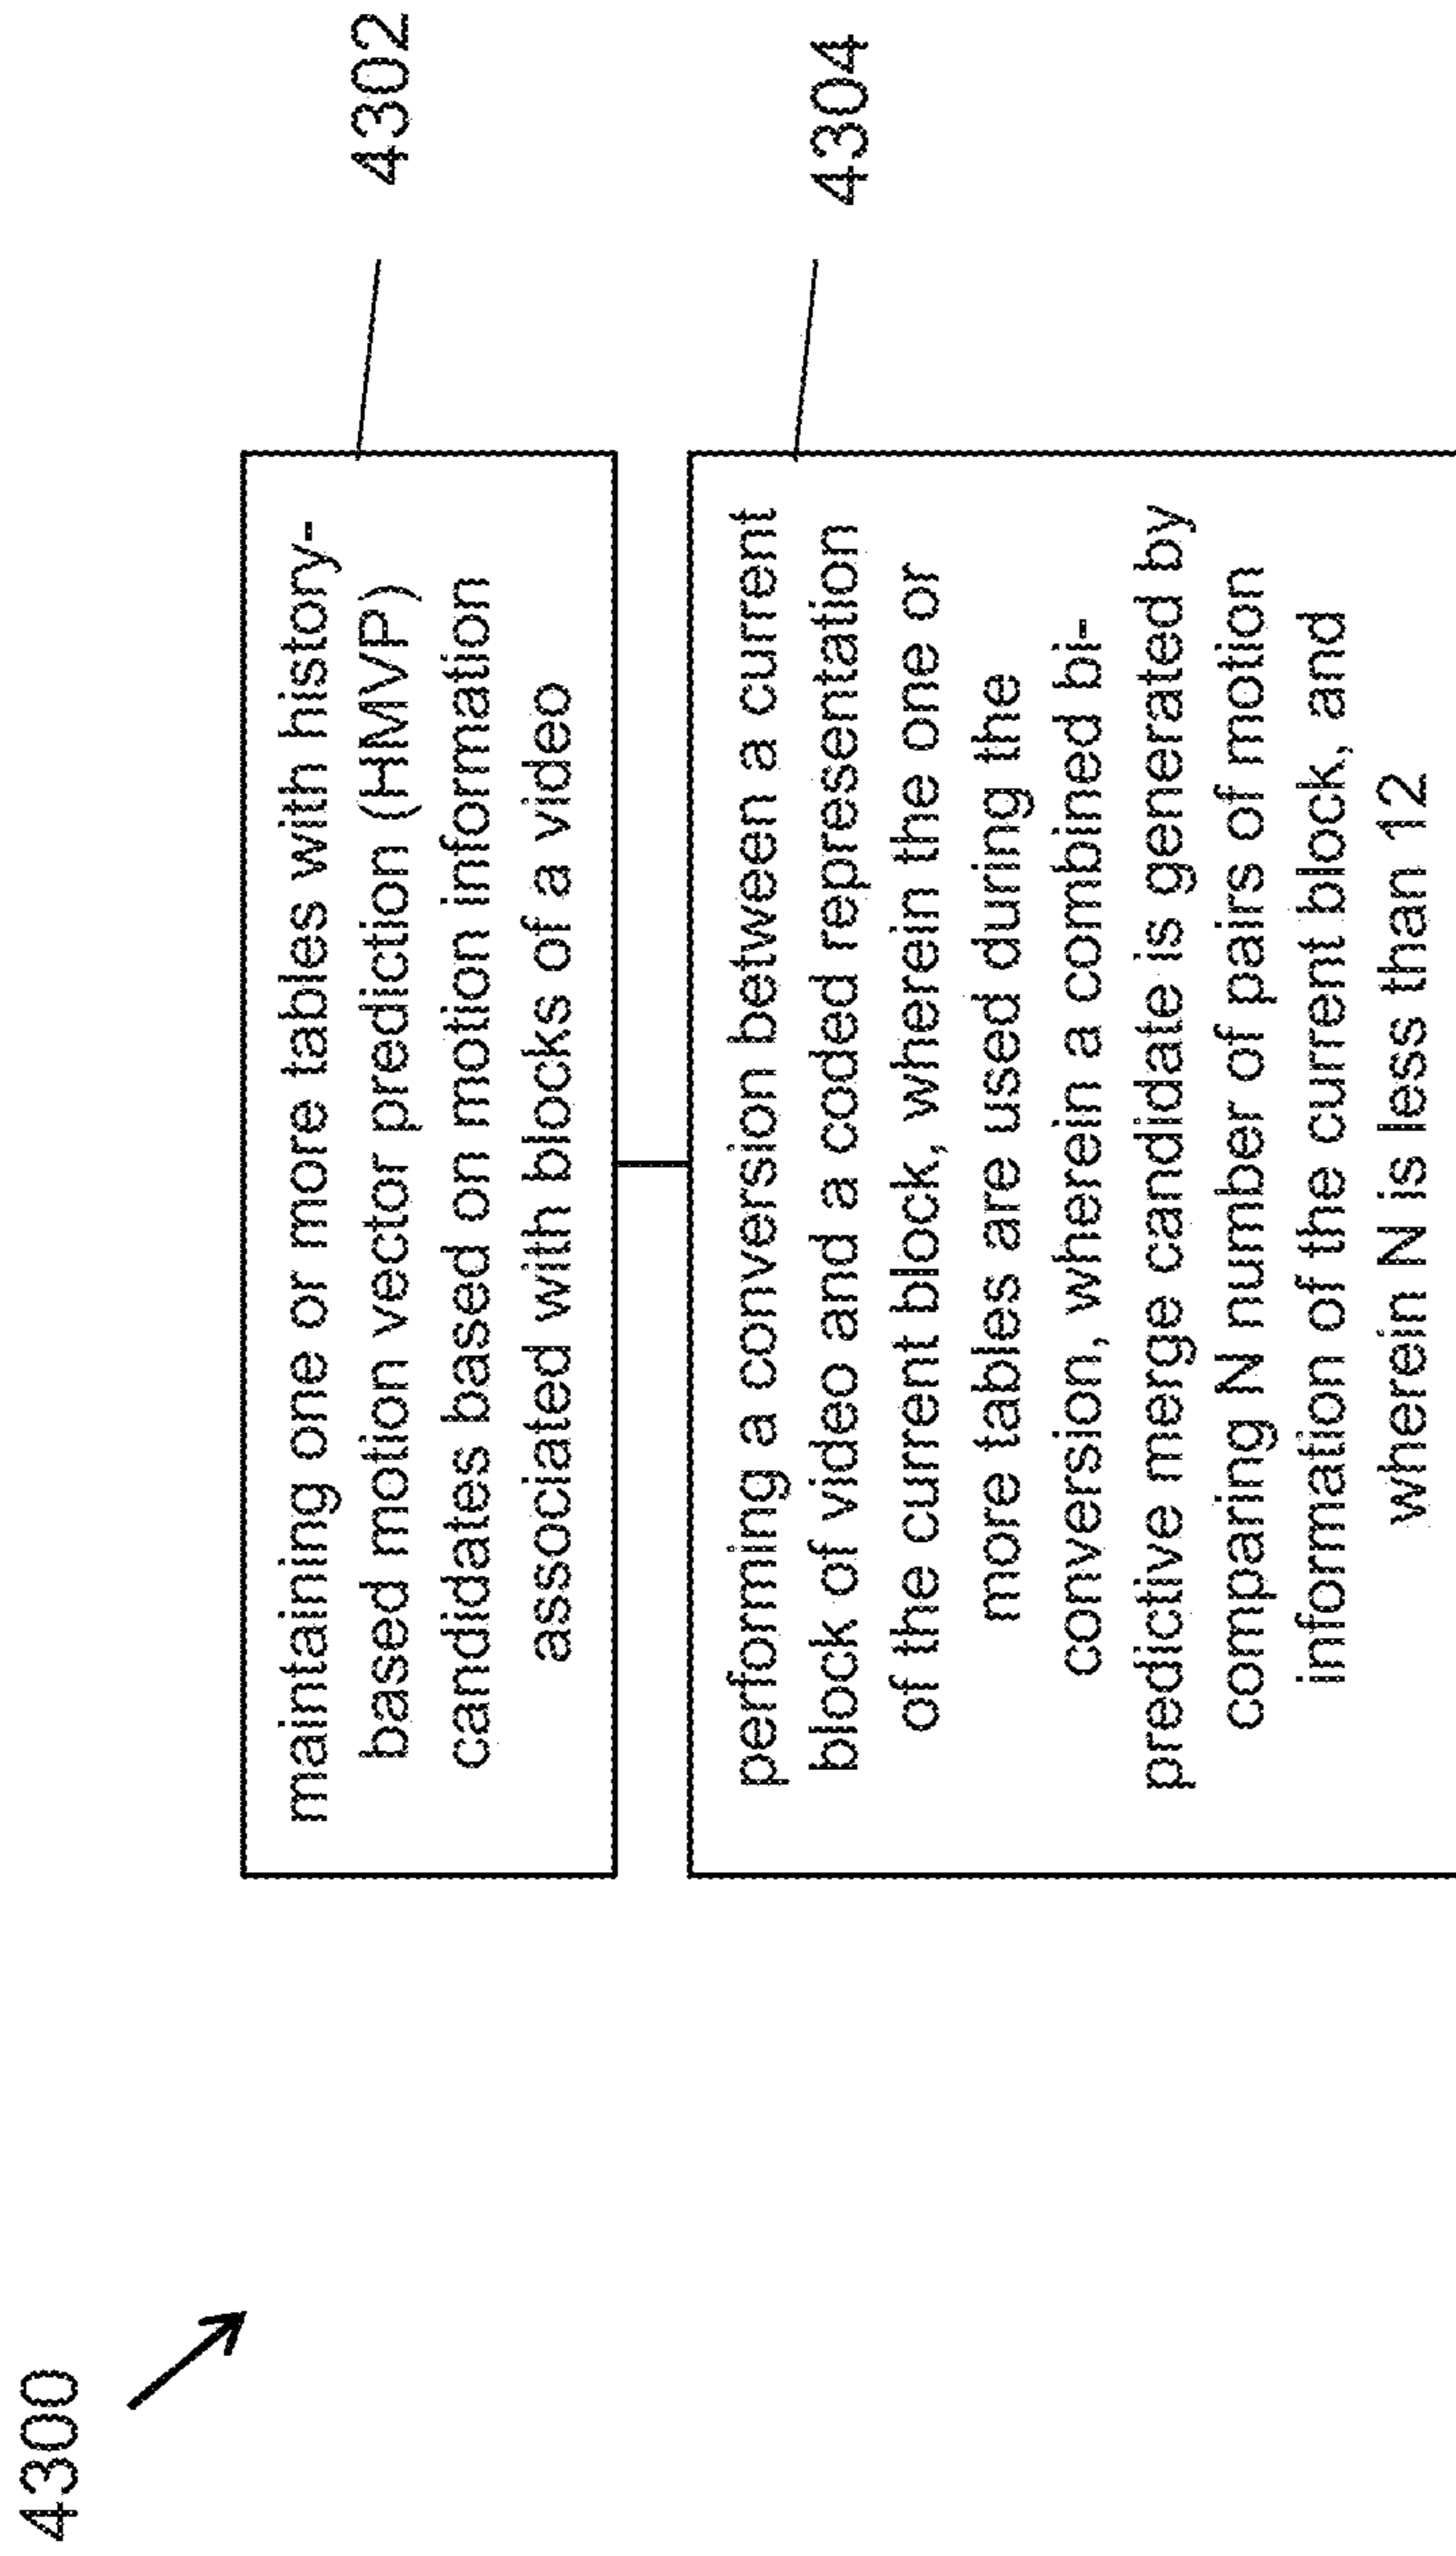 4300
maintaining one or more tables with history-
based motion vector prediction (HMVP)
candidates based on motion information
associated with blocks of a video
4302
performing a conversion between a current
block of video and a coded representation
of the current block, wherein the one or
more tables are used during the
conversion, wherein a combined bi-
predictive merge candidate is generated by
comparing N number of pairs of motion
information of the current block, and
wherein N is less than 12
4304